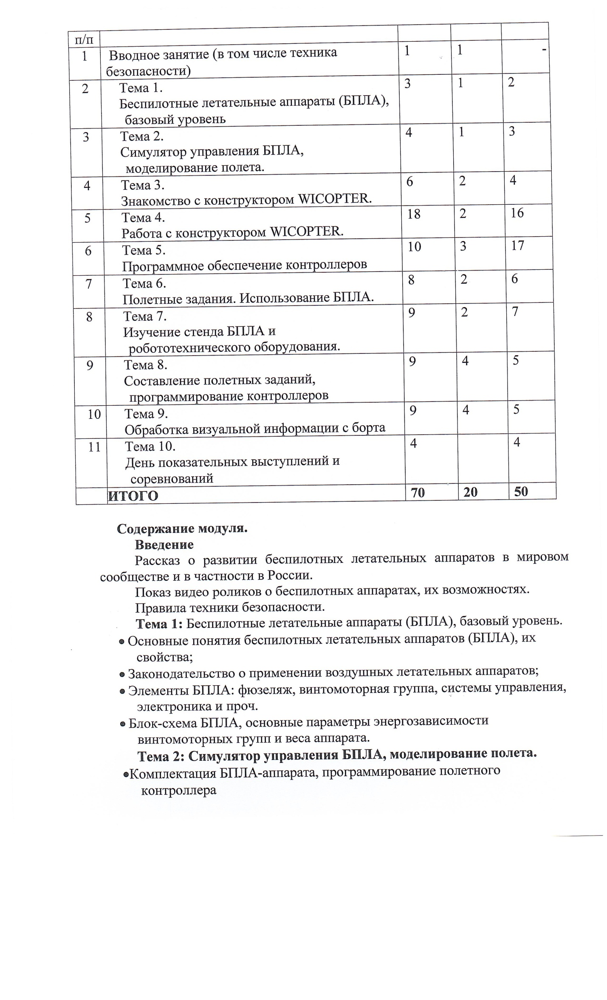 п/п
1 Вводное занятие (в том числе техника 1 1 -
безопасности)
2 Тема 1. 3 1 2
Беспилотные летательные аппараты (БПЛА),
базовый уровень
3 Тема 2. 4 1 3
Симулятор управления БПЛА,
моделирование полета.
4 Тема 3. 6 2 4
Знакомство с конструктором WICOPTER.
5 Тема 4. 18 2 16
Работа с конструктором WICOPTER.
6 Тема 5. 10 3 17
Программное обеспечение контроллеров
7 Тема 6. 8 2 6
Полетные задания. Использование БПЛА.
8 Тема 7. 9 2 7
Изучение стенда БПЛА и
робототехнического оборудования.
9 Тема 8. 9 4 5
Составление полетных заданий,
программирование контроллеров
10 Тема 9. 9 4 5
Обработка визуальной информации с борта
11 Тема 10. 4 4
День показательных выступлений и
соревнований
ИТОГО 70 20 50
Содержание модуля.
Введение
Рассказ о развитии беспилотных летательных аппаратов в мировом
сообществе и в частности в России.
Показ видео роликов о беспилотных аппаратах, их возможностях.
Правила техники безопасности.
Тема 1: Беспилотные летательные аппараты (БПЛА), базовый уровень.
• Основные понятия беспилотных летательных аппаратов (БПЛА), их
свойства;
• Законодательство о применении воздушных летательных аппаратов;
• Элементы БПЛА: фюзеляж, винтомоторная группа, системы управления,
электроника и проч.
• Блок-схема БПЛА, основные параметры энергозависимости
винтомоторных групп и веса аппарата.
Тема 2: Симулятор управления БПЛА, моделирование полета.
•Комплектация БПЛА-аппарата, программирование полетного
контроллера